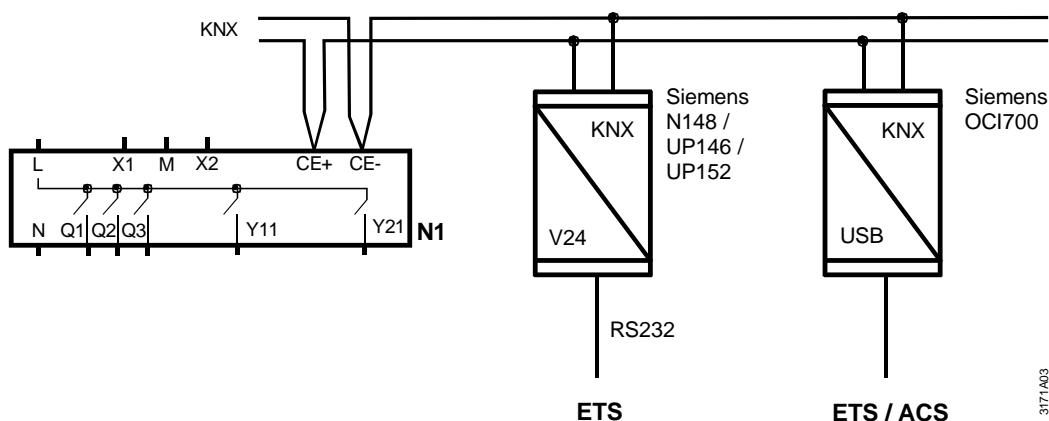 KNX
L X1 M X2 CE+ CE-
N Q1 Q2 Q3 Y11 Y21 N1
KNX
V24
Siemens
N148 /
UP146 /
UP152
RS232
ETS
KNX
USB
Siemens
OCI700
ETS / ACS
3171A03